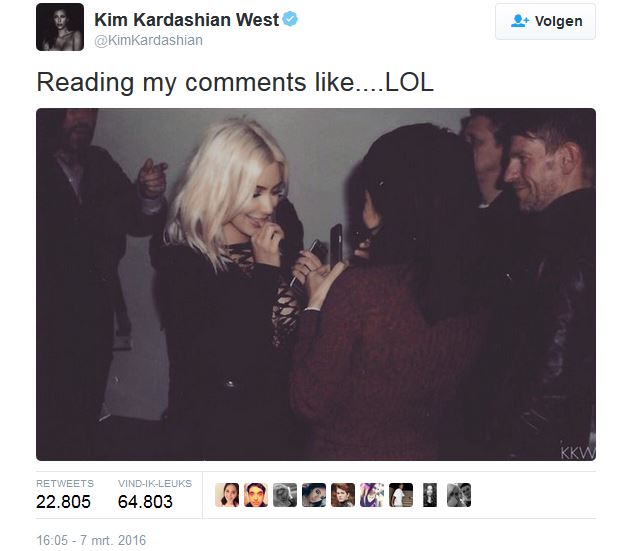 Kim Kardashian West
@KimKardashian
Volgen
Reading my comments like....LOL
KKW
RETWEETS VIND-IK-LEUKS
22.805 64.803
16:05 - 7 mrt. 2016